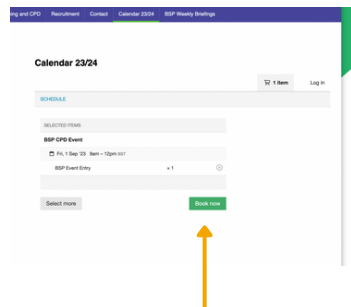 ing and CPD Recruitment Contact Calendar 23/24 BSP Weekly Briefings
Calendar 23/24
1 item Log in
SCHEDULE
SELECTED ITEMS
BSP CPD Event
Fri, 1 Sep '23 9am – 12pm BST
BSP Event Entry × 1
Select more Book now